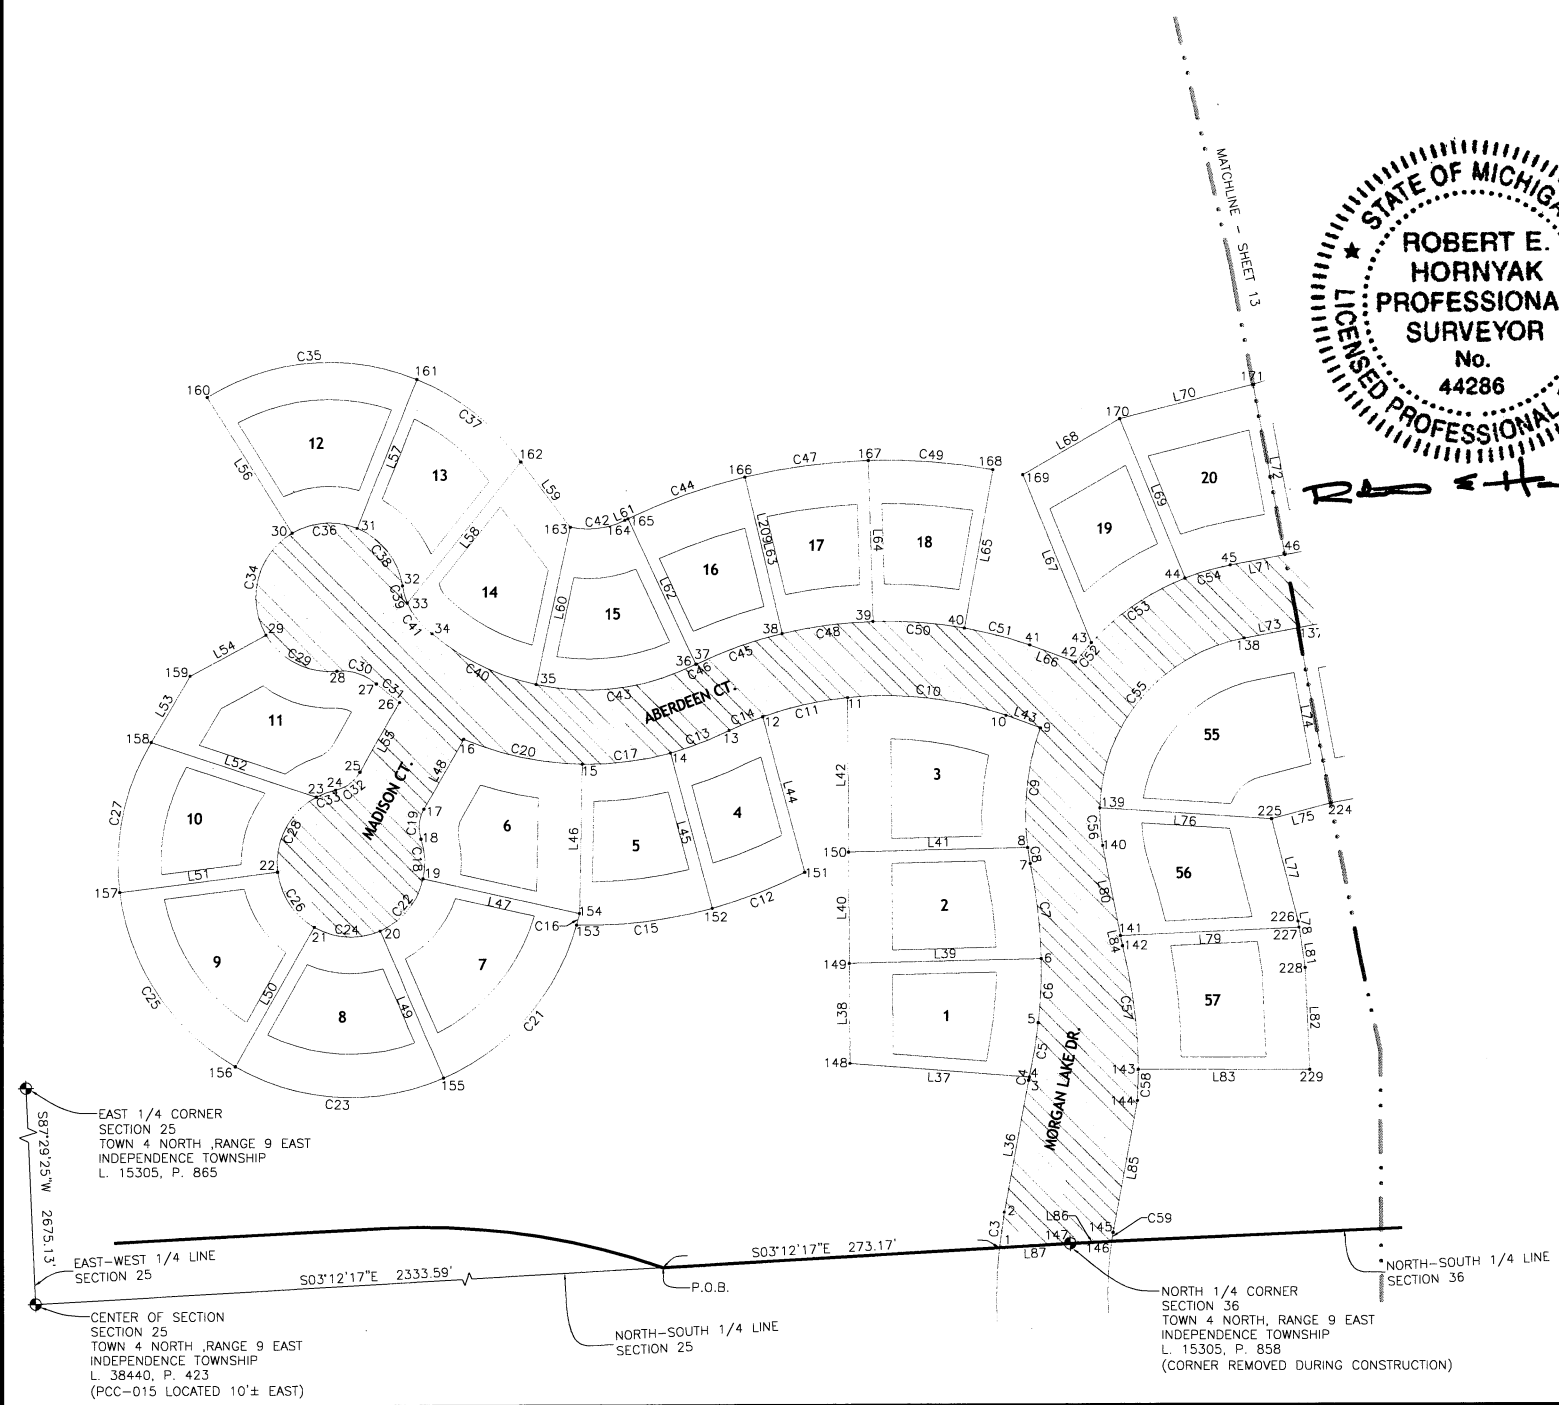 MATCHLINE - SHEET 13
STATE OF MICHIGA
★
ROBERT E.
HORNYAK
PROFESSIONA
SURVEYOR
No.
44286
LICENSED PROFESSIONAL
C35
161
160
C37
12
L57
162
L56
13
L59
C36
31
30
L58
163
C42
164
L61
165
C44
166
C47
167
C49
168
C38
C34
32
33
C39
C41
34
14
L60
15
L62
16
L209
L63
17
L64
18
L65
169
L68
170
L70
171
L72
L69
19
20
L67
44
C54
45
L71
46
C53
29
L54
159
C29
28
C30
27
C31
26
C40
35
C43
36
37
C46
C45
38
C48
39
C50
40
C51
41
L66
42
C52
43
138
L73
137
ABERDEEN CT.
C55
L53
158
11
L55
L52
25
24
23
C32
C33
MADISON CT.
L48
16
C20
15
C17
14
C13
13
C14
12
C11
11
C10
10
L43
9
L74
55
L42
3
C9
C27
10
C28
17
C19
18
C18
19
6
L46
5
L45
4
L44
139
L76
225
L75
224
C56
140
150
L41
8
C8
7
157
L51
22
C26
C22
L47
154
C16
153
C15
152
C12
151
L40
2
C7
L80
56
L77
226
L78
227
141
L84
142
L79
L81
228
21
C24
20
9
L50
L49
7
C21
C25
8
149
L39
6
C6
L38
1
5
C5
C57
57
L82
156
C23
155
148
L37
4
C4
3
143
L83
229
C58
144
MORGAN LAKE DR.
L36
L85
2
C3
1
L86
147
L87
145
146
C59
EAST 1/4 CORNER
SECTION 25
TOWN 4 NORTH ,RANGE 9 EAST
INDEPENDENCE TOWNSHIP
L. 15305, P. 865
S87°29'25"W 2675.13'
EAST-WEST 1/4 LINE
SECTION 25
S03°12'17"E 2333.59'
S03°12'17"E 273.17'
P.O.B.
NORTH-SOUTH 1/4 LINE
SECTION 36
CENTER OF SECTION
SECTION 25
TOWN 4 NORTH ,RANGE 9 EAST
INDEPENDENCE TOWNSHIP
L. 38440, P. 423
(PCC-015 LOCATED 10'± EAST)
NORTH-SOUTH 1/4 LINE
SECTION 25
NORTH 1/4 CORNER
SECTION 36
TOWN 4 NORTH, RANGE 9 EAST
INDEPENDENCE TOWNSHIP
L. 15305, P. 858
(CORNER REMOVED DURING CONSTRUCTION)